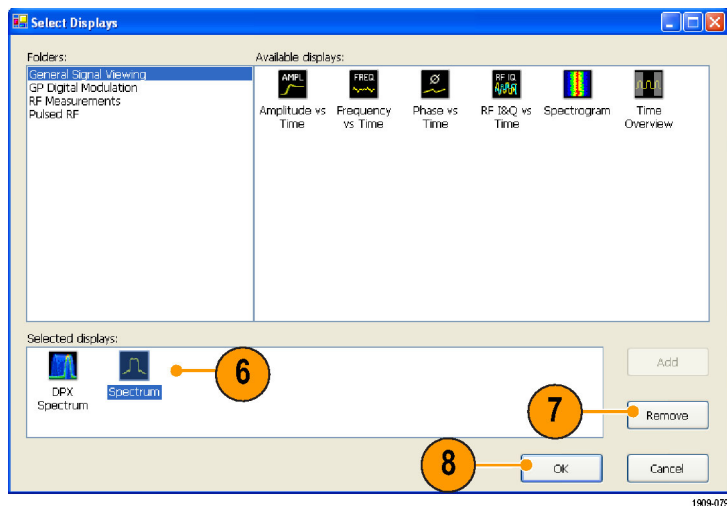 Select Displays
Folders:
General Signal Viewing
GP Digital Modulation
RF Measurements
Pulsed RF
Available displays:
AMPL
FREQ
Ø
RF IQ
Amplitude vs
Time
Frequency
vs Time
Phase vs
Time
RF I&Q vs
Time
Spectrogram
Time
Overview
Selected displays:
DPX
Spectrum
Spectrum
6
Add
7
Remove
8
OK
Cancel
1909-079